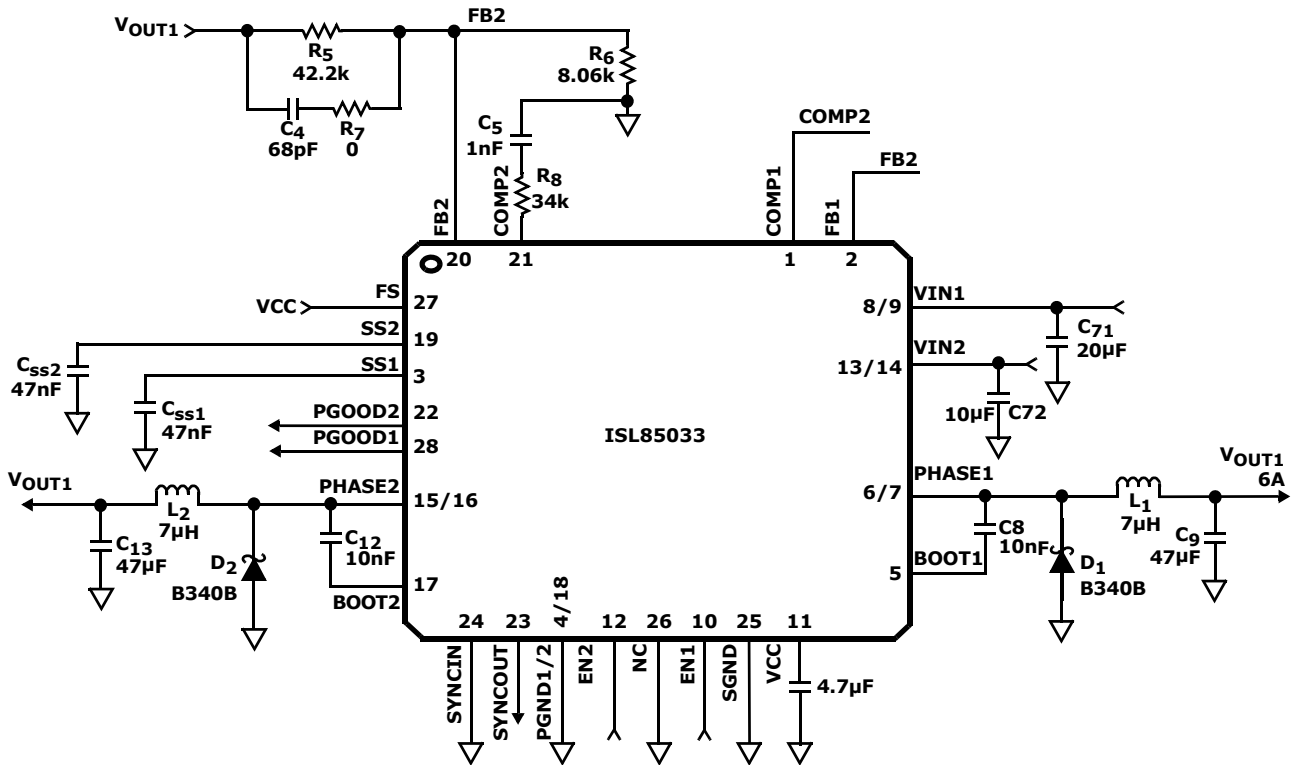 VOUT1
R5
42.2k
C4
68pF
R7
0
FB2
R6
8.06k
C5
1nF
R8
34k
FB2
COMP2
COMP2
COMP1
FB2
FB1
20
21
1
2
VCC
FS
27
SS2
19
SS1
3
Css2
47nF
Css1
47nF
PGOOD2
22
PGOOD1
28
ISL85033
8/9
VIN1
C71
20µF
13/14
VIN2
10µF
C72
VOUT1
L2
7µH
PHASE2
15/16
C13
47µF
D2
B340B
C12
10nF
17
BOOT2
6/7
PHASE1
L1
7µH
VOUT1
6A
C8
10nF
5
BOOT1
D1
B340B
C9
47µF
24
23
4/18
12
26
10
25
11
SYNCIN
SYNCOUT
PGND1/2
EN2
NC
EN1
SGND
VCC
4.7µF